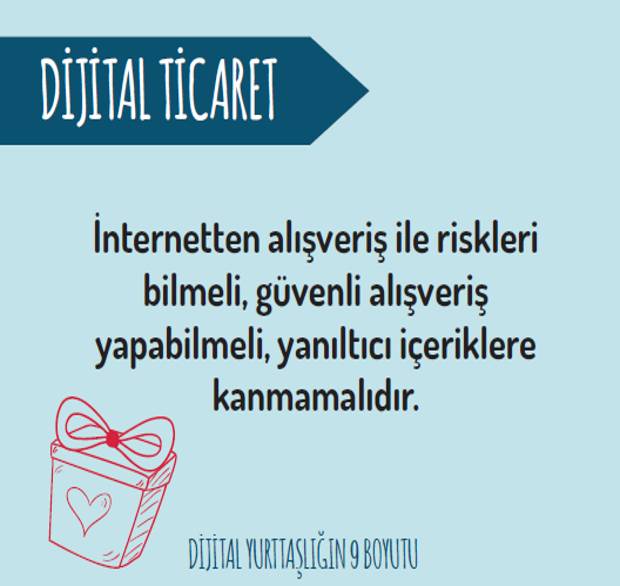 DİJİTAL TİCARET
İnternetten alışveriş ile riskleri
bilmeli, güvenli alışveriş
yapabilmeli, yanıltıcı içeriklere
kanmamalıdır.
DİJİTAL YURTTAŞLIĞIN 9 BOYUTU